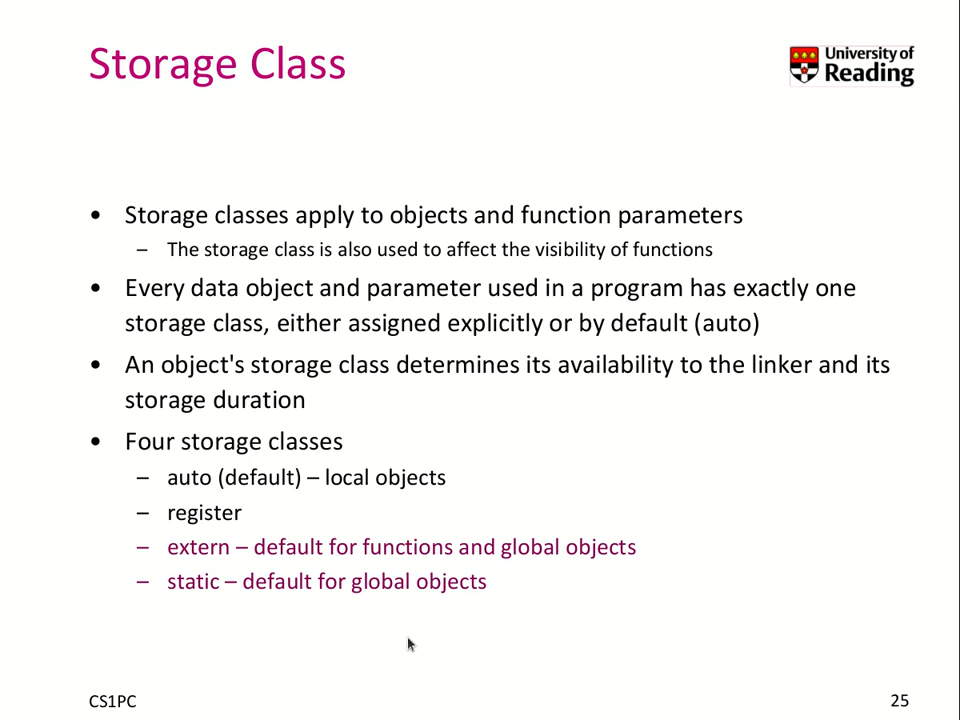 Storage Class
University of
Reading
• Storage classes apply to objects and function parameters
– The storage class is also used to affect the visibility of functions
• Every data object and parameter used in a program has exactly one
storage class, either assigned explicitly or by default (auto)
• An object's storage class determines its availability to the linker and its
storage duration
• Four storage classes
– auto (default) – local objects
– register
– extern – default for functions and global objects
– static – default for global objects
CS1PC
25